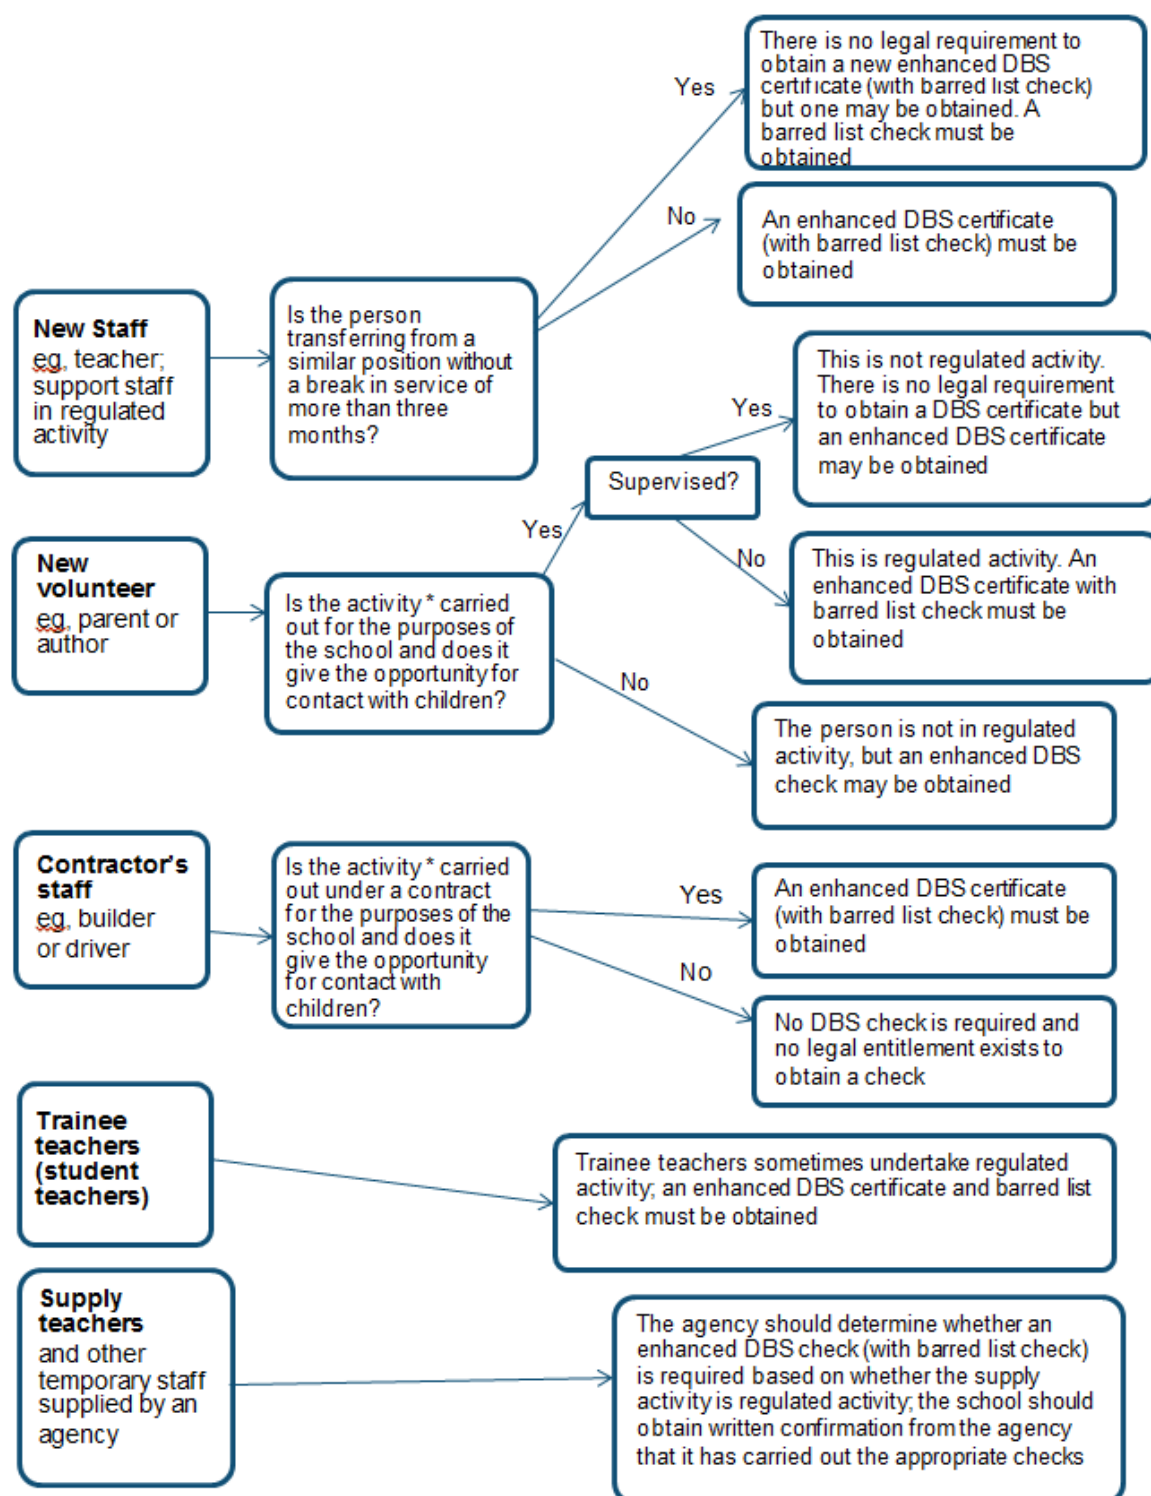 There is no legal requirement to
obtain a new enhanced DBS
certificate (with barred list check)
but one may be obtained. A
barred list check must be
obtained
Yes
No
An enhanced DBS certificate
(with barred list check) must be
obtained
New Staff
eg, teacher;
support staff
in regulated
activity
Is the person
transferring from a
similar position without
a break in service of
more than three
months?
This is not regulated activity.
There is no legal requirement
to obtain a DBS certificate but
an enhanced DBS certificate
may be obtained
Yes
Supervised?
Yes
No
This is regulated activity. An
enhanced DBS certificate with
barred list check must be
obtained
New
volunteer
eg, parent or
author
Is the activity * carried
out for the purposes of
the school and does it
give the opportunity for
contact with children?
No
The person is not in regulated
activity, but an enhanced DBS
check may be obtained
Contractor's
staff
eg, builder
or driver
Is the activity * carried
out under a contract
for the purposes of the
school and does it
give the opportunity
for contact with
children?
Yes
An enhanced DBS certificate
(with barred list check) must be
obtained
No
No DBS check is required and
no legal entitlement exists to
obtain a check
Trainee
teachers
(student
teachers)
Trainee teachers sometimes undertake regulated
activity; an enhanced DBS certificate and barred list
check must be obtained
Supply
teachers
and other
temporary staff
supplied by an
agency
The agency should determine whether an
enhanced DBS check (with barred list check)
is required based on whether the supply
activity is regulated activity; the school should
obtain written confirmation from the agency
that it has carried out the appropriate checks